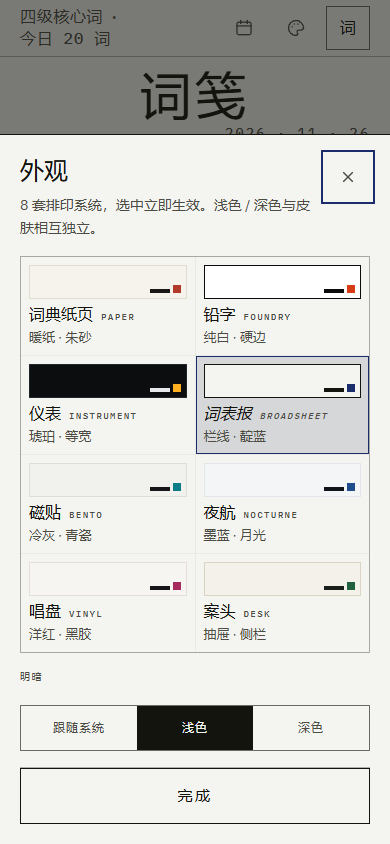 四级核心词 ·
今日 20 词
词
词笺
2026 · 11 · 26
外观
8 套排印系统，选中立即生效。浅色 / 深色与皮
肤相互独立。
×
词典纸页 PAPER
暖纸 · 朱砂
铅字 FOUNDRY
纯白 · 硬边
仪表 INSTRUMENT
琥珀 · 等宽
词表报 BROADSHEET
栏线 · 靛蓝
磁贴 BENTO
冷灰 · 青瓷
夜航 NOCTURNE
墨蓝 · 月光
唱盘 VINYL
洋红 · 黑胶
案头 DESK
抽屉 · 侧栏
明暗
跟随系统
浅色
深色
完成